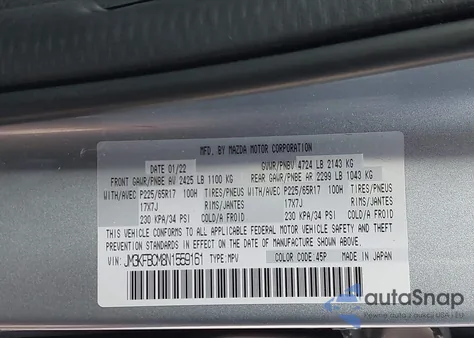 MFD. BY MAZDA MOTOR CORPORATION
DATE 01/22 GVWR/PNBV 4724 LB 2143 KG
FRONT GAWR/PNBE AV 2425 LB 1100 KG REAR GAWR/PNBE AR 2299 LB 1043 KG
WITH/AVEC P225/65R17 100H TIRES/PNEUS WITH/AVEC P225/65R17 100H TIRES/PNEUS
17X7J RIMS/JANTES 17X7J RIMS/JANTES
230 KPA/34 PSI COLD/A FROID 230 KPA/34 PSI COLD/A FROID
THIS VEHICLE CONFORMS TO ALL APPLICABLE FEDERAL MOTOR VEHICLE SAFETY AND
THEFT PREVENTION STANDARDS IN EFFECT ON THE DATE OF MANUFACTURE SHOWN ABOVE.
VIN: JM3KFBCM8N1559161 TYPE: MPV COLOR CODE: 45P MADE IN JAPAN
autoSnap